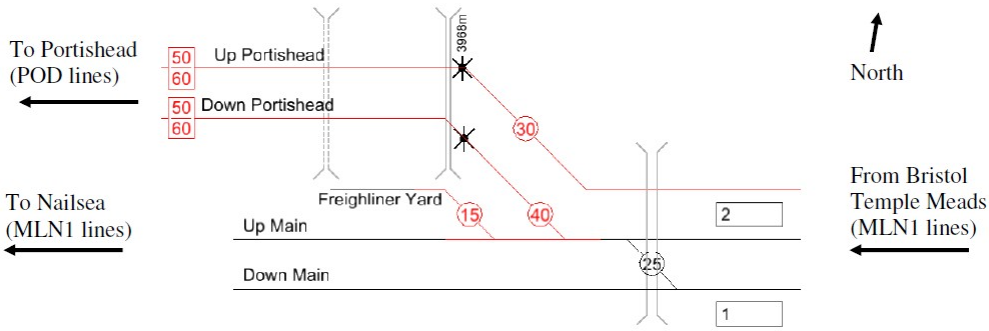 To Portishead
(POD lines)
50
60
Up Portishead
3968m
North
50
60
Down Portishead
30
To Nailsea
(MLN1 lines)
Freighliner Yard
15
40
Up Main
2
From Bristol
Temple Meads
(MLN1 lines)
25
Down Main
1